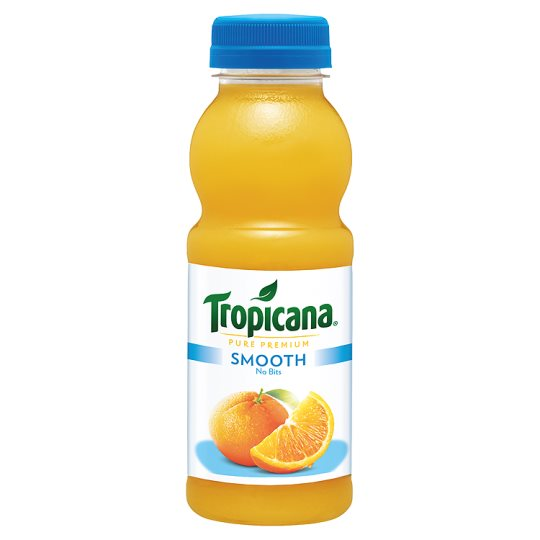 Tropicana®
PURE PREMIUM
SMOOTH
No Bits